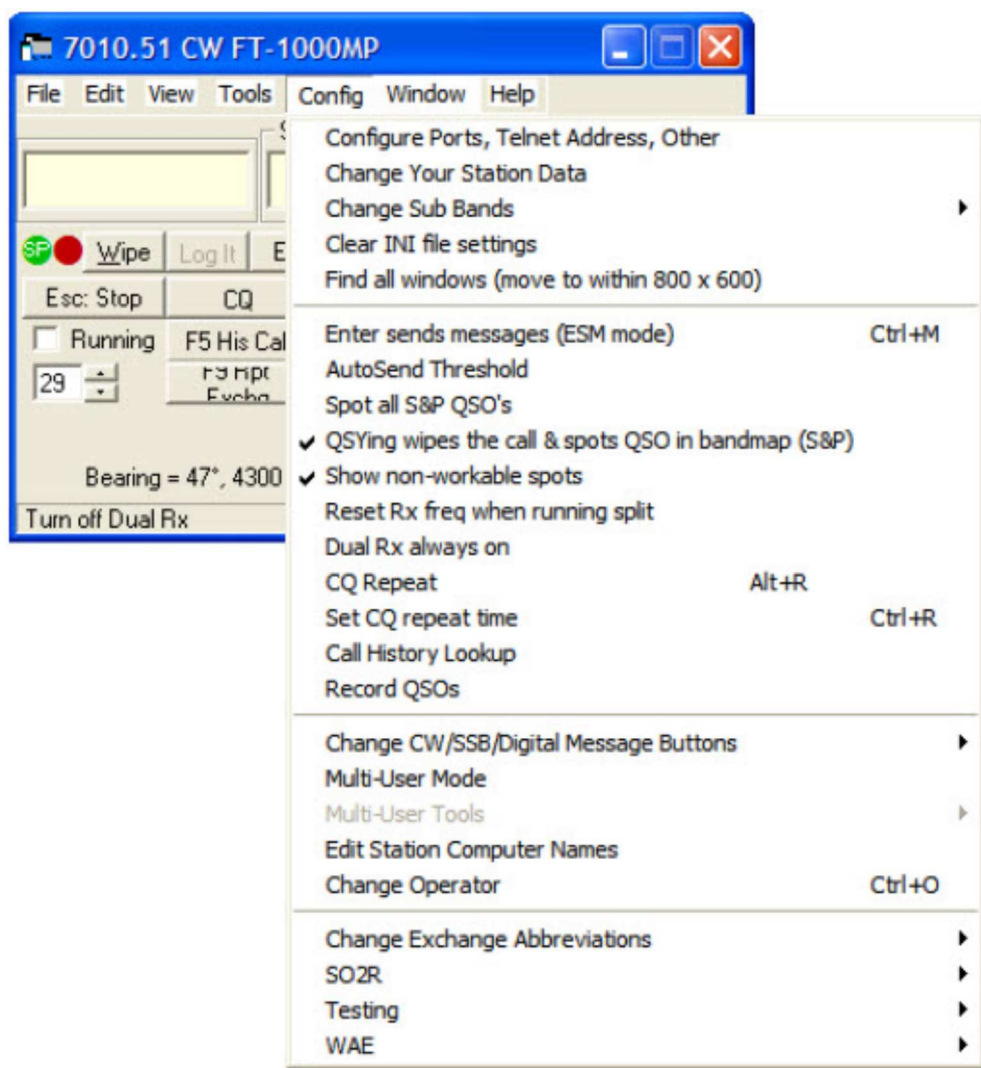 7010.51 CW FT-1000MP
File Edit View Tools Config Window Help
Configure Ports, Telnet Address, Other
Change Your Station Data
Change Sub Bands
Clear INI file settings
Find all windows (move to within 800 x 600)
Enter sends messages (ESM mode) Ctrl+M
AutoSend Threshold
Spot all S&P QSO's
QSYing wipes the call & spots QSO in bandmap (S&P)
Show non-workable spots
Reset Rx freq when running split
Dual Rx always on
CQ Repeat Alt+R
Set CQ repeat time Ctrl+R
Call History Lookup
Record QSOs
Change CW/SSB/Digital Message Buttons
Multi-User Mode
Multi-User Tools
Edit Station Computer Names
Change Operator Ctrl+O
Change Exchange Abbreviations
SO2R
Testing
WAE
SP Wipe Log It E
Esc: Stop CQ
Running F5 His Cal
29 F9 Rpt
Exchg
Bearing = 47°, 4300
Turn off Dual Rx